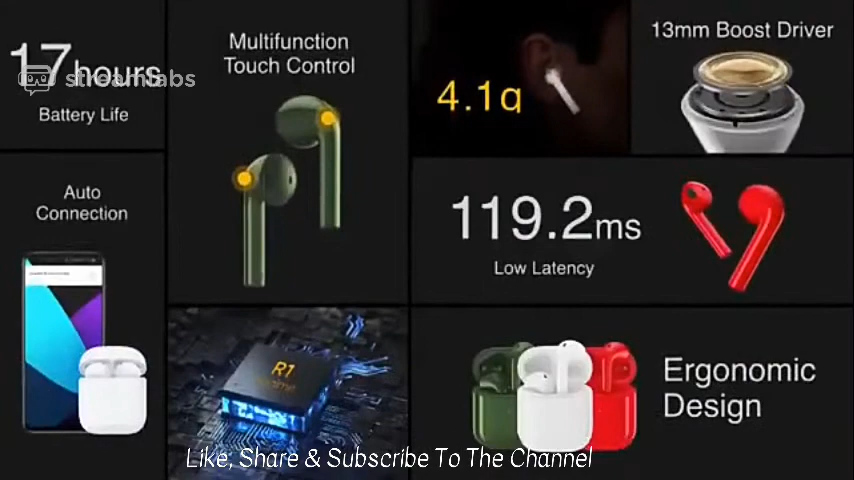 17hours
streamlabs
Battery Life
Multifunction
Touch Control
4.1g
13mm Boost Driver
Auto
Connection
119.2ms
Low Latency
R1
realme
Ergonomic
Design
Like, Share & Subscribe To The Channel